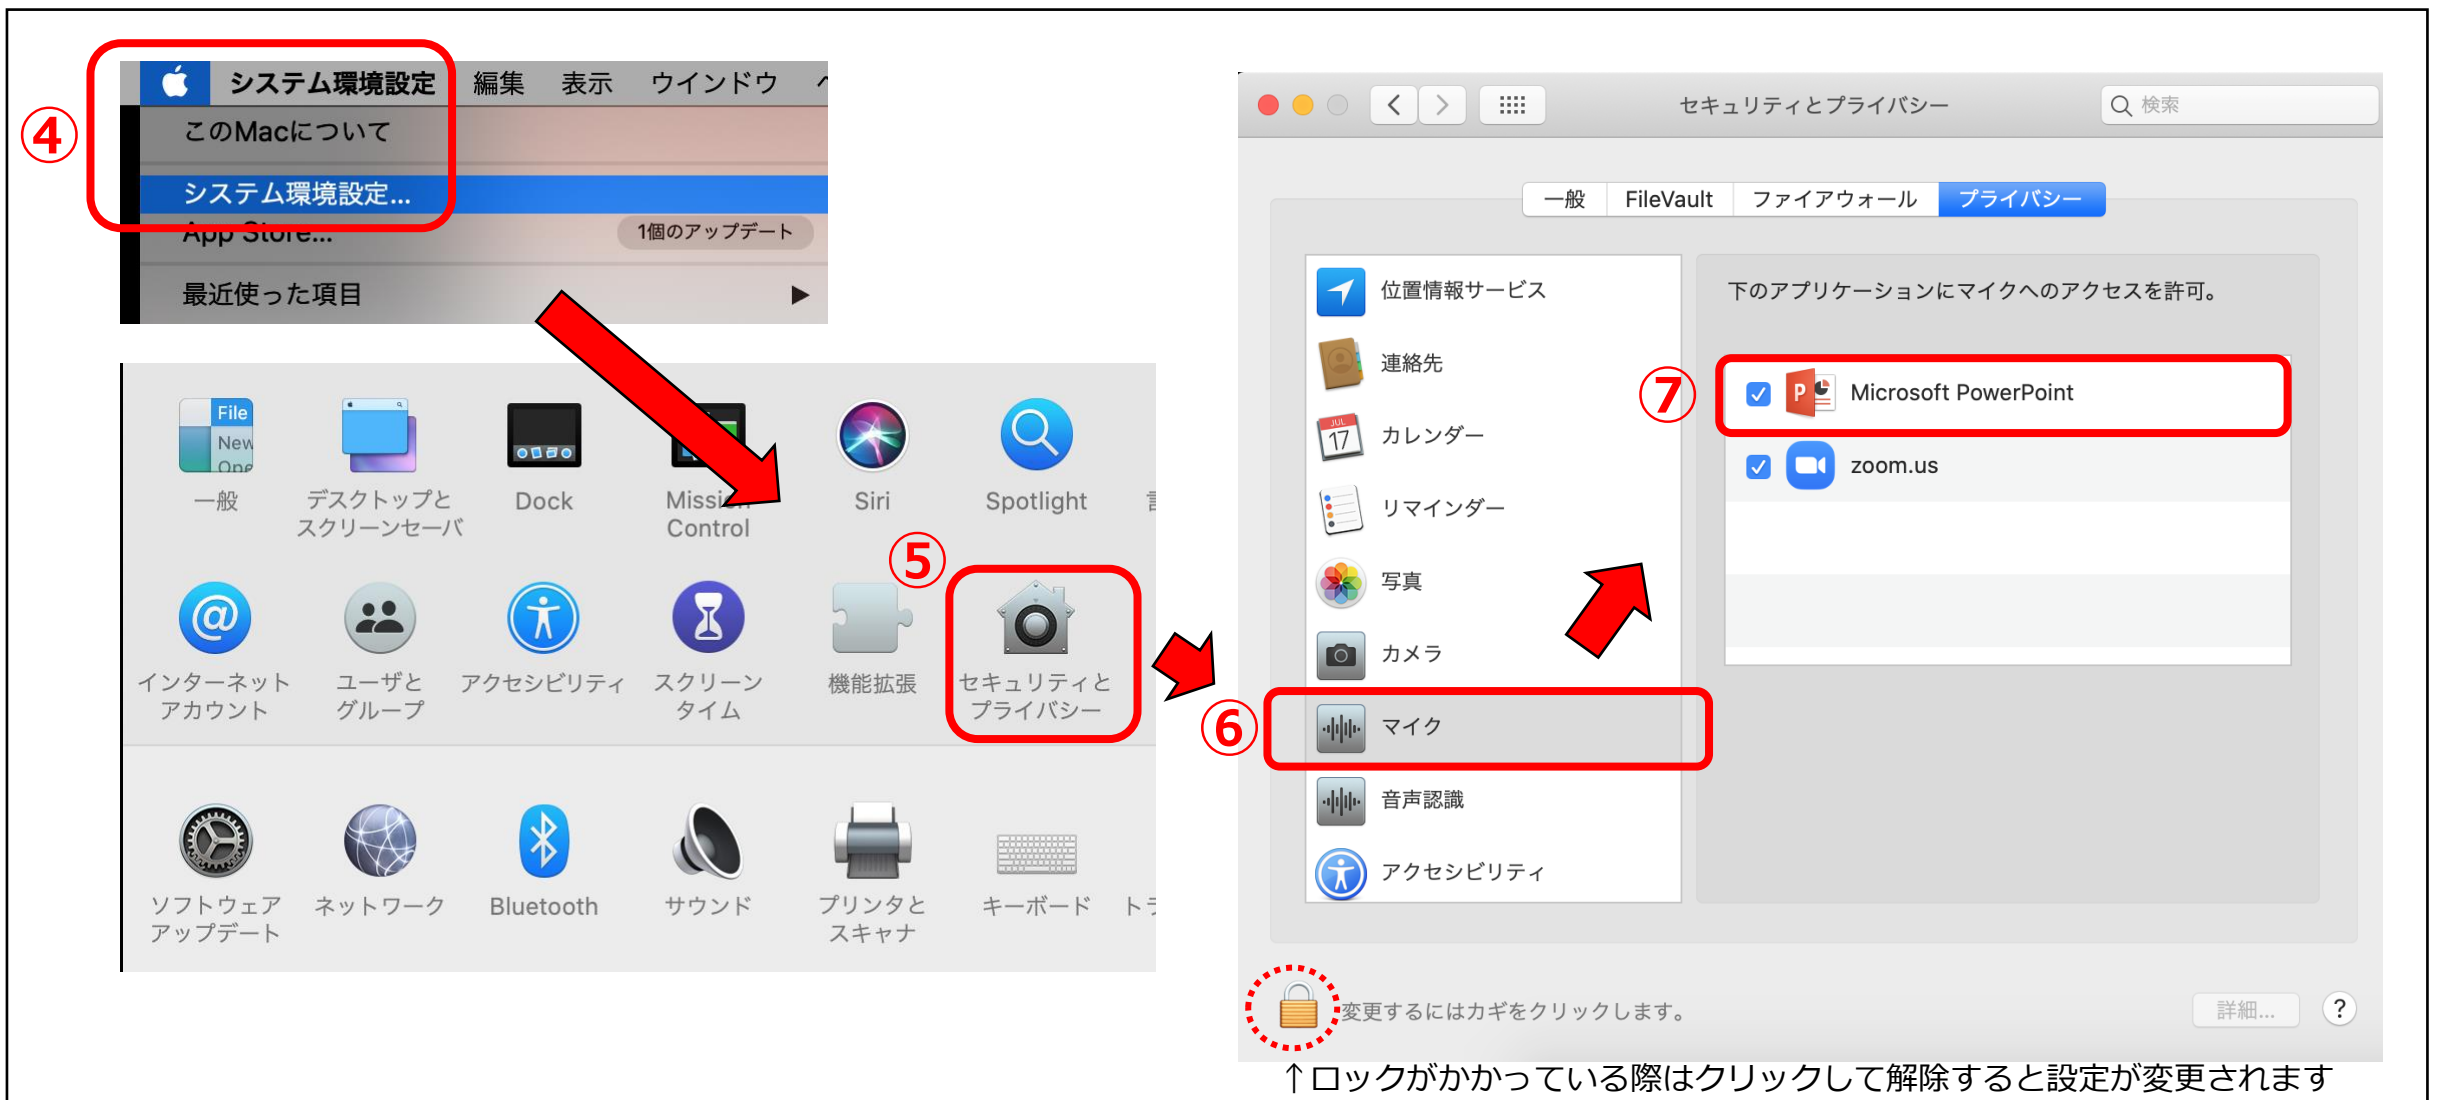 ④
システム環境設定 編集 表示 ウインドウ
このMacについて
システム環境設定...
App Store... 1個のアップデート
最近使った項目 ▶
File
New
Ope
一般
デスクトップと
スクリーンセーバ
Dock
Mission
Control
Siri
Spotlight
⑤
インターネット
アカウント
ユーザと
グループ
アクセシビリティ
スクリーン
タイム
機能拡張
セキュリティと
プライバシー
ソフトウェア
アップデート
ネットワーク
Bluetooth
サウンド
プリンタと
スキャナ
キーボード
セキュリティとプライバシー
検索
一般 FileVault ファイアウォール プライバシー
位置情報サービス
連絡先
JUL
17
カレンダー
リマインダー
写真
カメラ
⑥
マイク
音声認識
アクセシビリティ
下のアプリケーションにマイクへのアクセスを許可。
⑦
P
Microsoft PowerPoint
zoom.us
変更するにはカギをクリックします。
詳細... ?
↑ロックがかかっている際はクリックして解除すると設定が変更されます